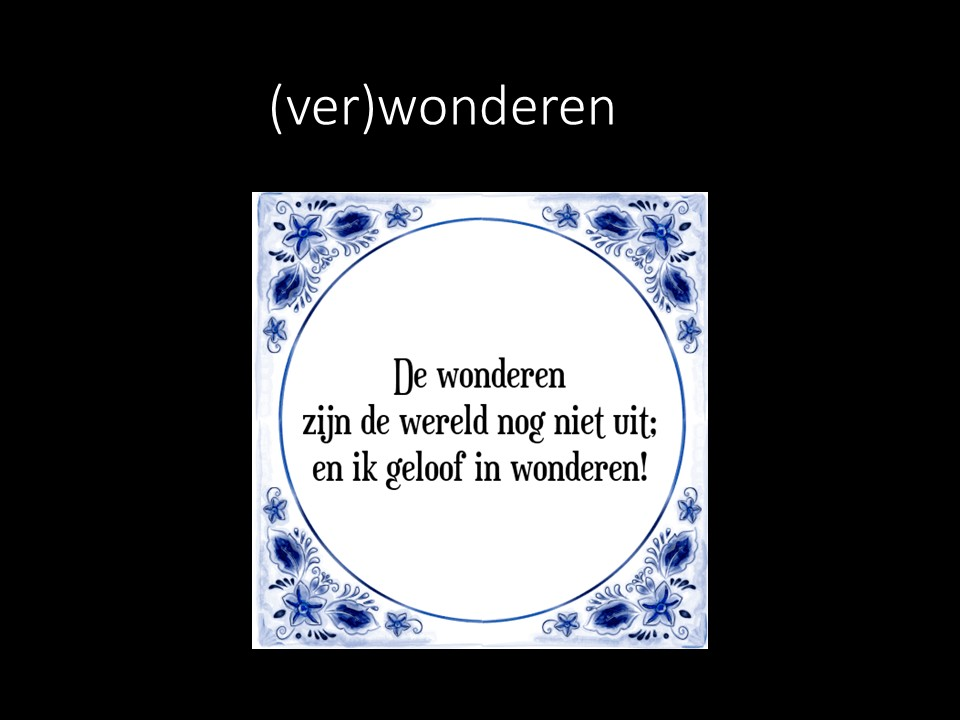 (ver)wonderen
De wonderen
zijn de wereld nog niet uit;
en ik geloof in wonderen!